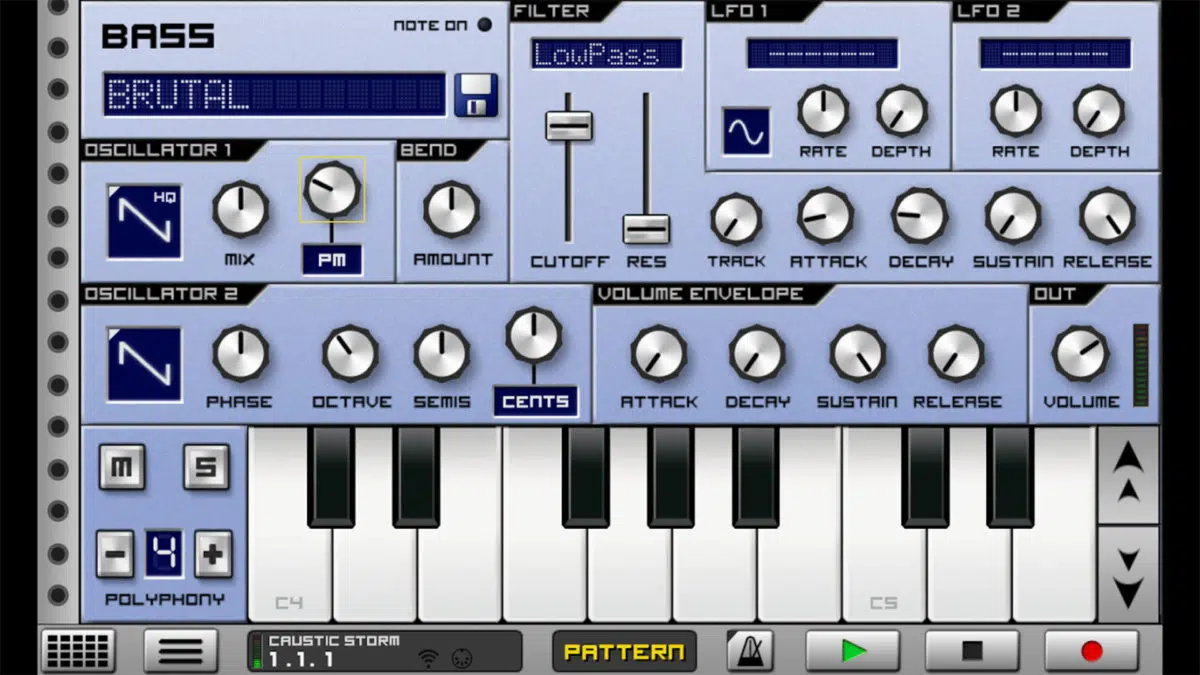 BASS
NOTE ON
BRUTAL
FILTER
LowPass
CUTOFF RES
LFO 1
-------
RATE DEPTH
LFO 2
-------
RATE DEPTH
TRACK ATTACK DECAY SUSTAIN RELEASE
OSCILLATOR 1
HQ
MIX
PM
BEND
AMOUNT
OSCILLATOR 2
PHASE OCTAVE SEMIS CENTS
VOLUME ENVELOPE
ATTACK DECAY SUSTAIN RELEASE
OUT
VOLUME
M S
- 4 +
POLYPHONY
C4 C5
CAUSTIC STORM
1.1. 1
PATTERN